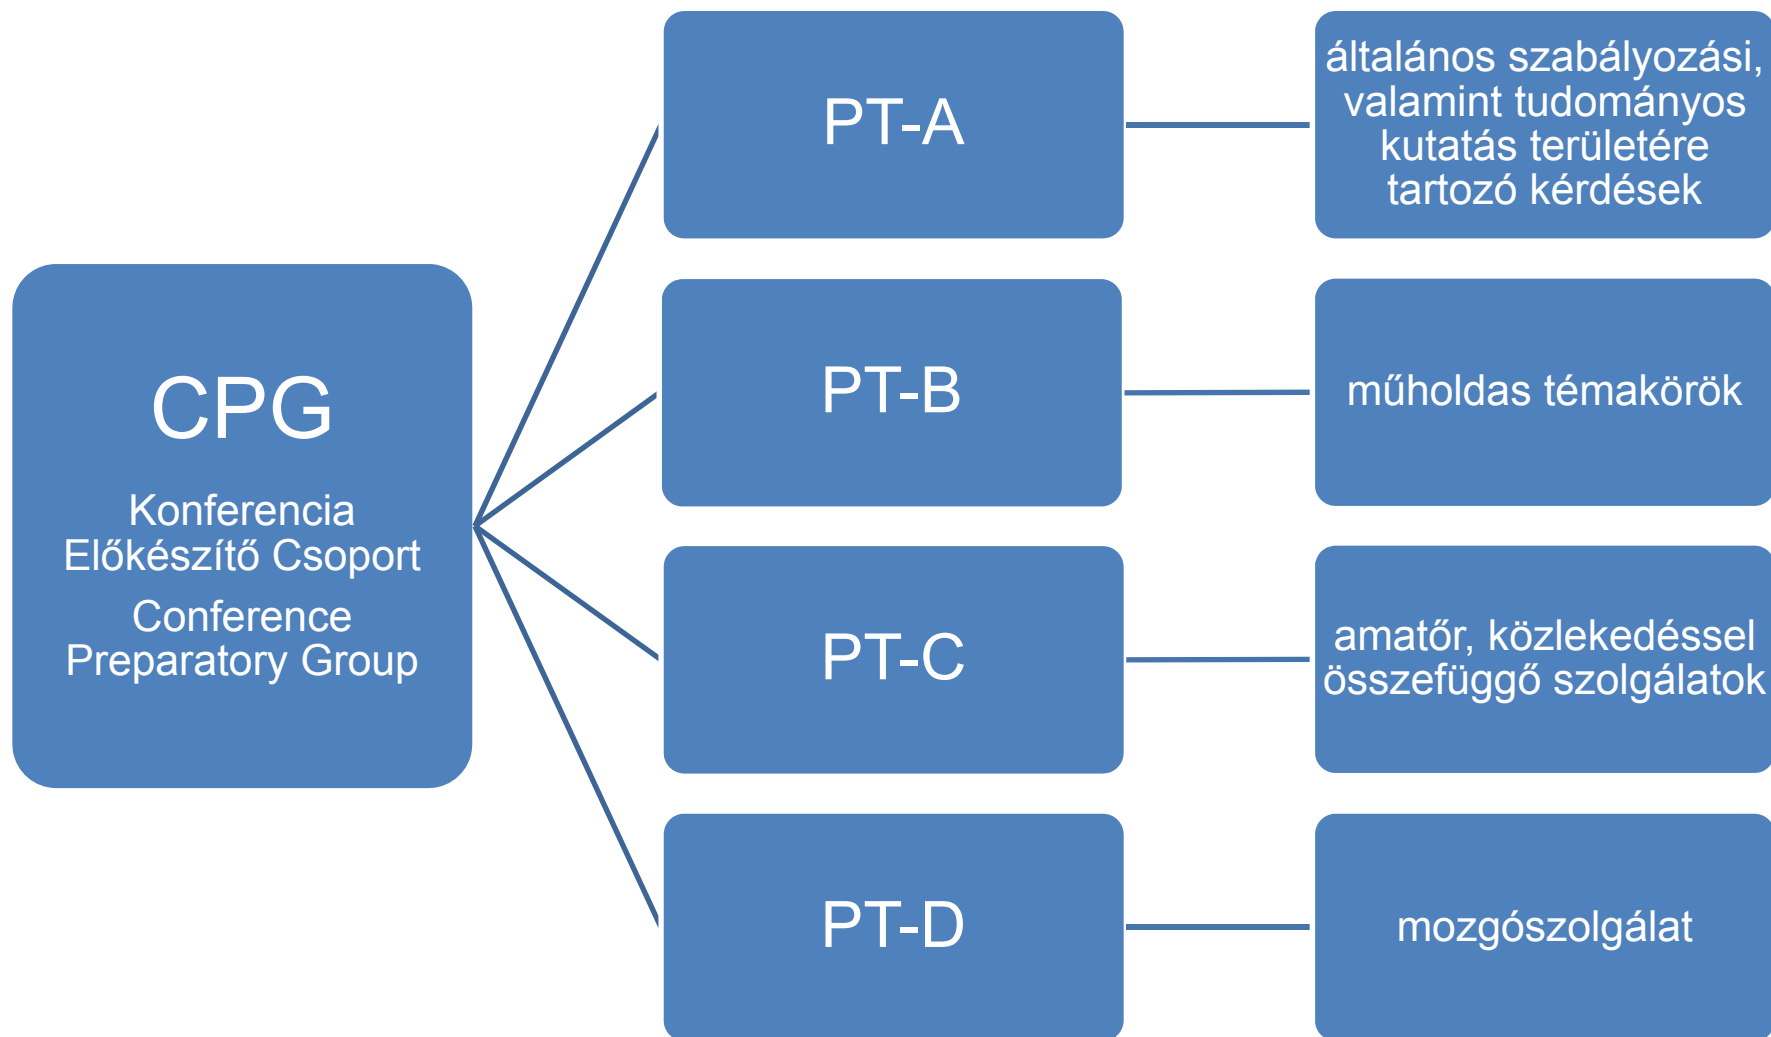 CPG
Konferencia
Előkészítő Csoport
Conference
Preparatory Group
PT-A
általános szabályozási,
valamint tudományos
kutatás területére
tartozó kérdések
PT-B
műholdas témakörök
PT-C
amatőr, közlekedéssel
összefüggő szolgálatok
PT-D
mozgószolgálat